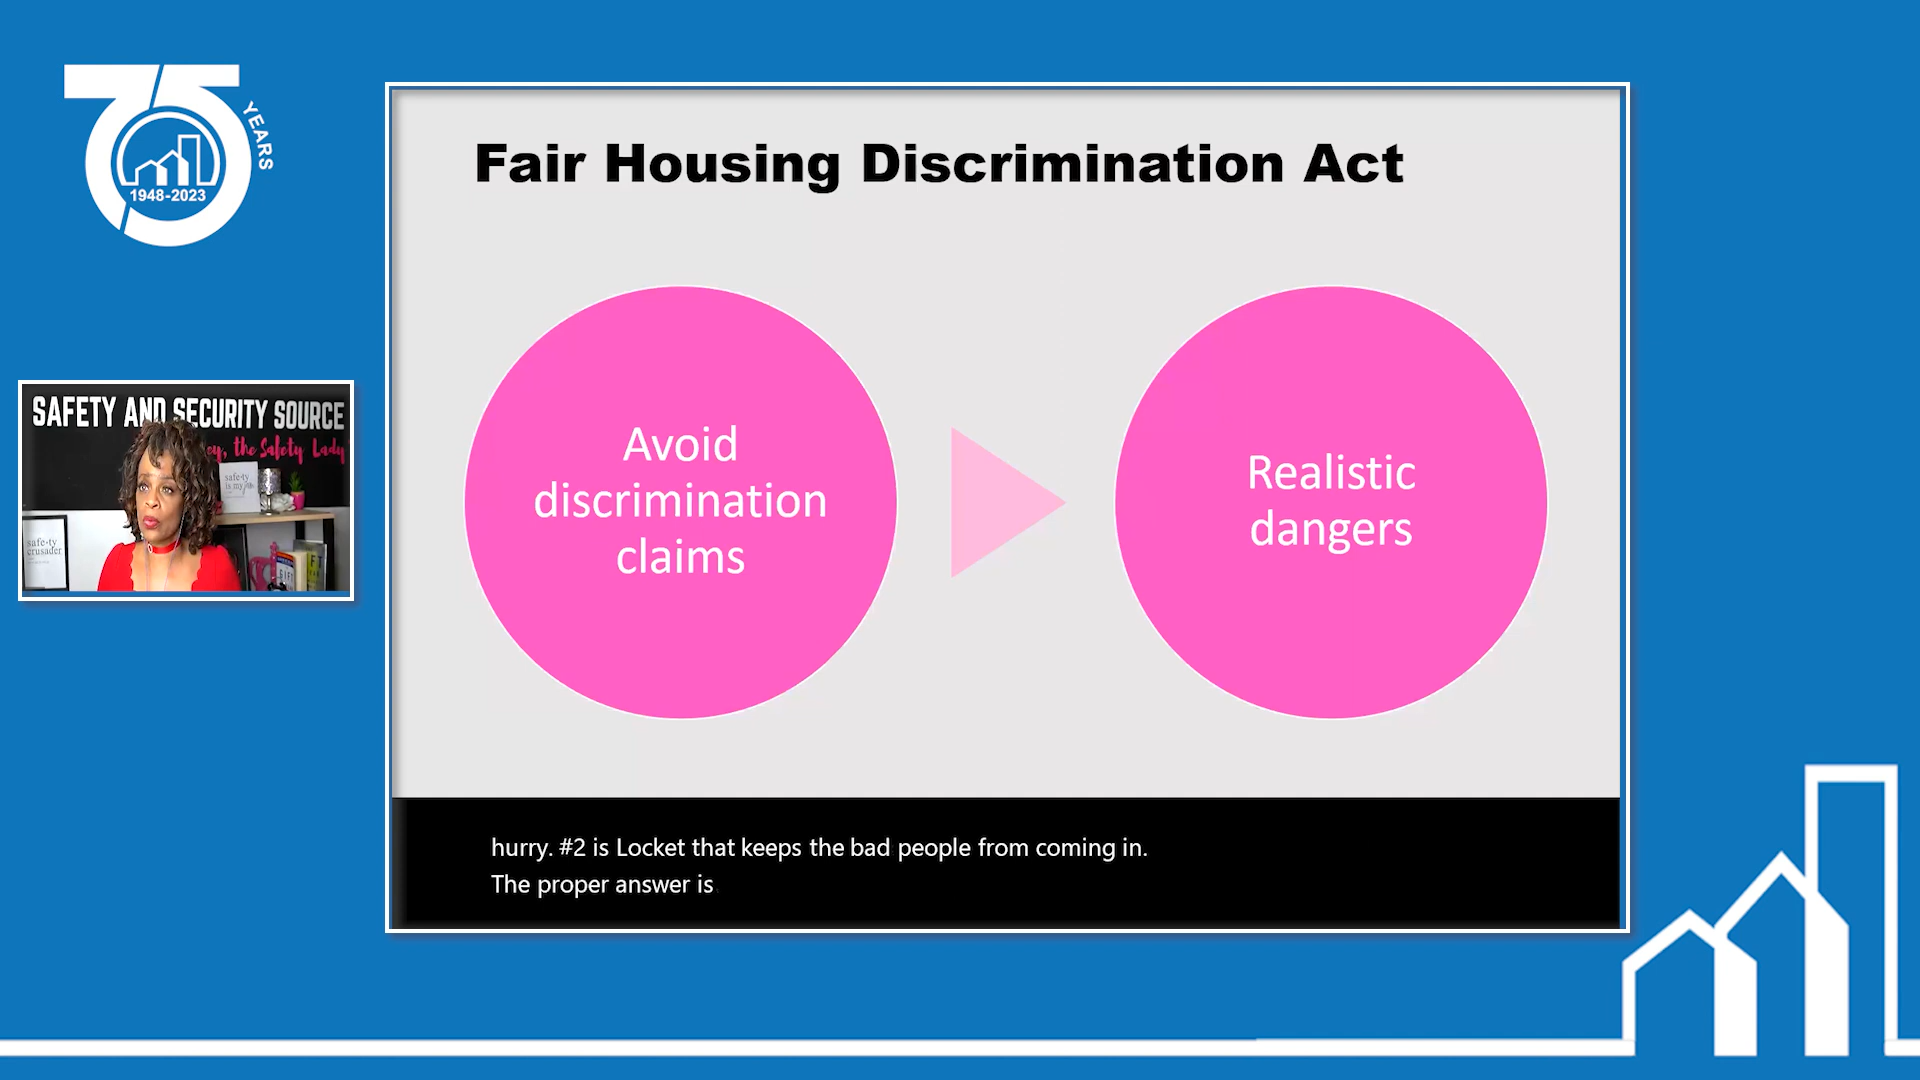 75
YEARS
1948-2023
Fair Housing Discrimination Act
Avoid
discrimination
claims
Realistic
dangers
SAFETY AND SECURITY SOURCE
the Safety Lady
safe·ty
is my
safe·ty
crusader
hurry. #2 is Locket that keeps the bad people from coming in.
The proper answer is